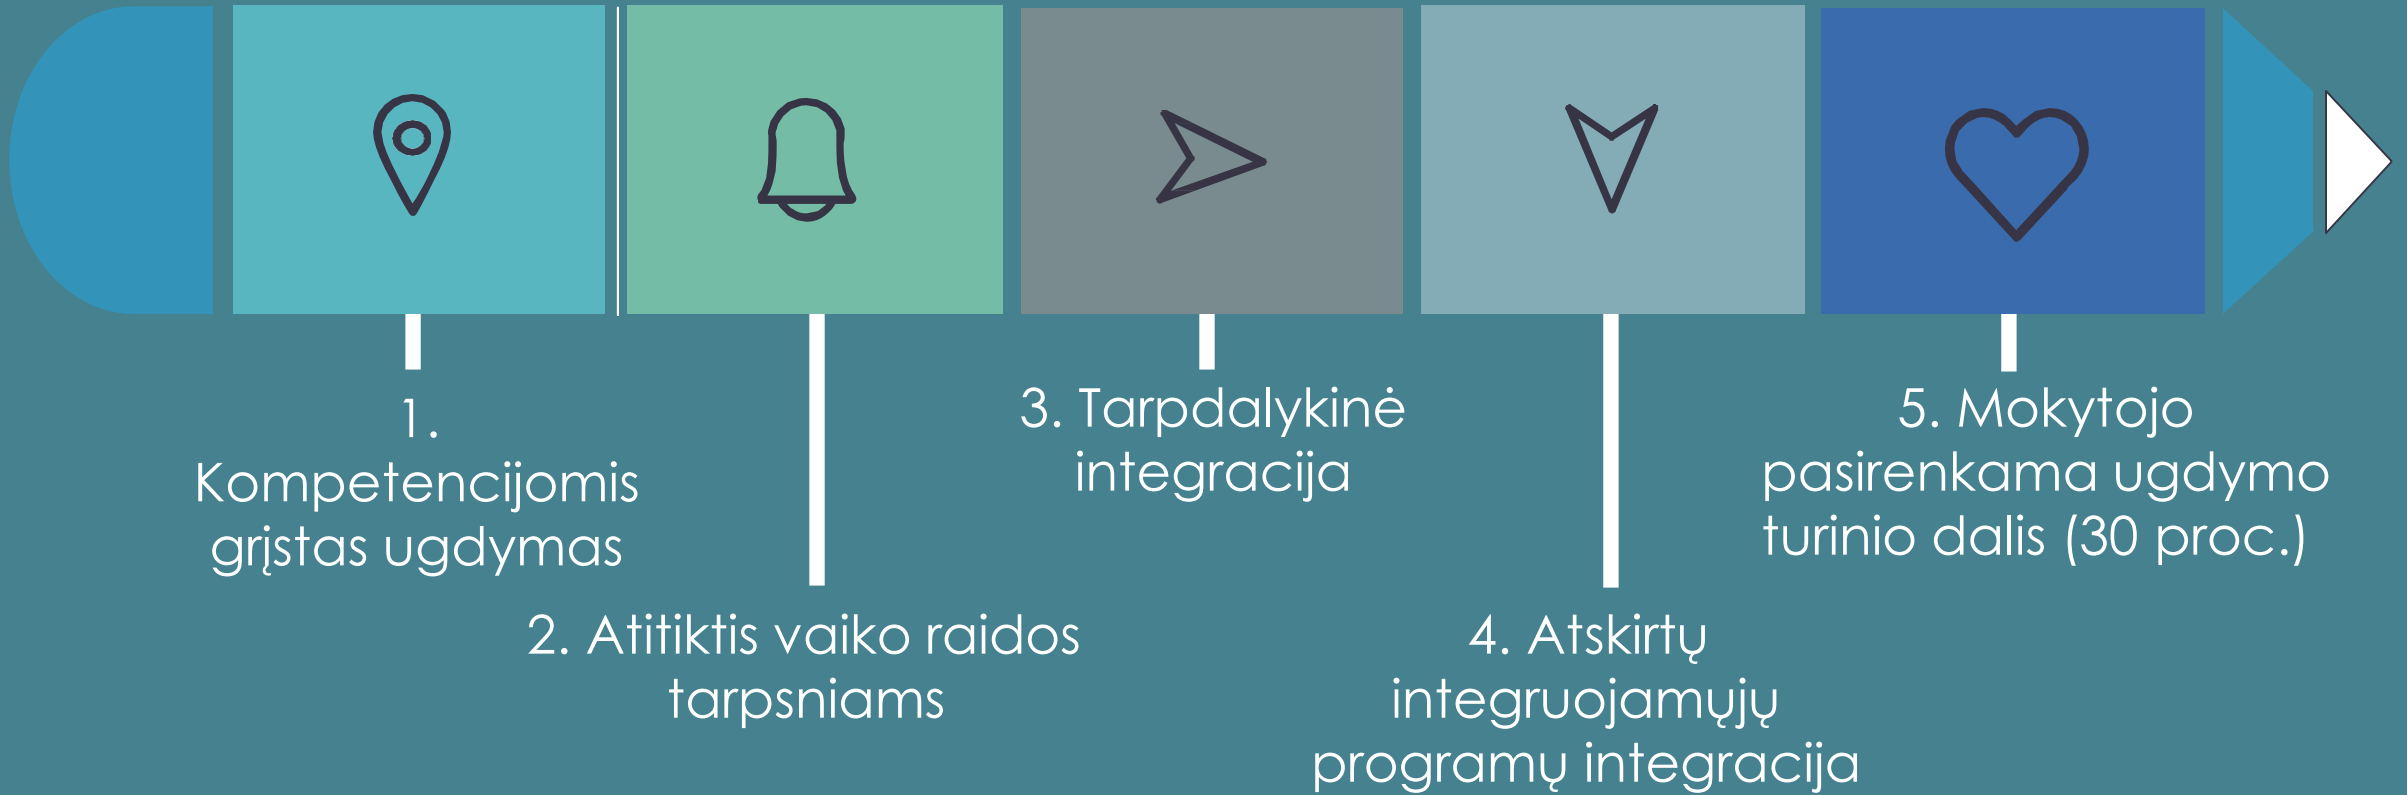 1.
Kompetencijomis
grįstas ugdymas
2. Atitiktis vaiko raidos
tarpsniams
3. Tarpdalykinė
integracija
4. Atskirtų
integruojamųjų
programų integracija
5. Mokytojo
pasirenkama ugdymo
turinio dalis (30 proc.)